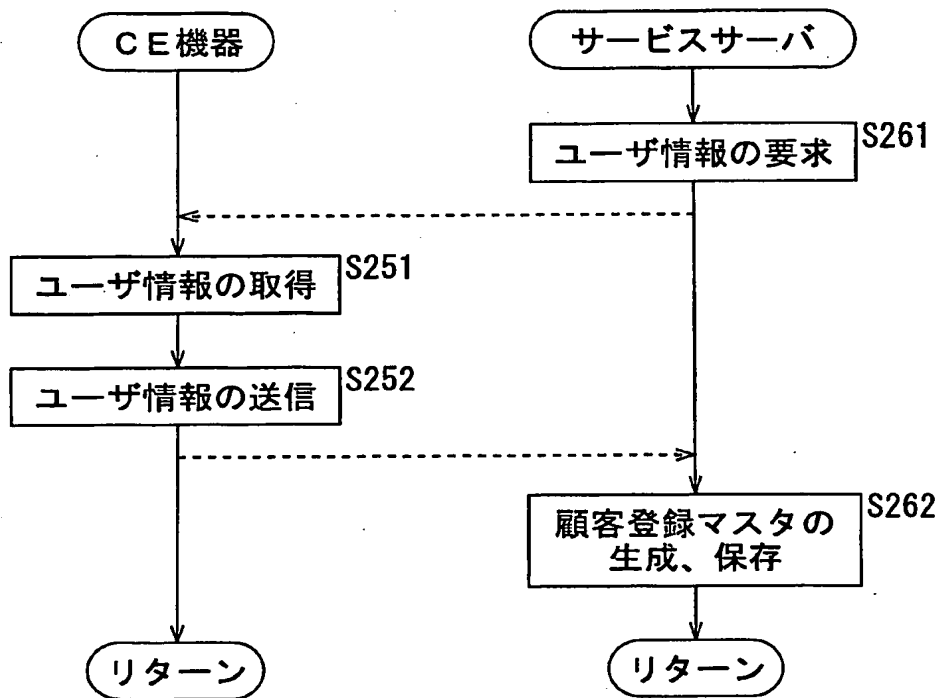 CE機器
サービスサーバ
ユーザ情報の要求
S261
ユーザ情報の取得
S251
ユーザ情報の送信
S252
顧客登録マスタの
生成、保存
S262
リターン
リターン